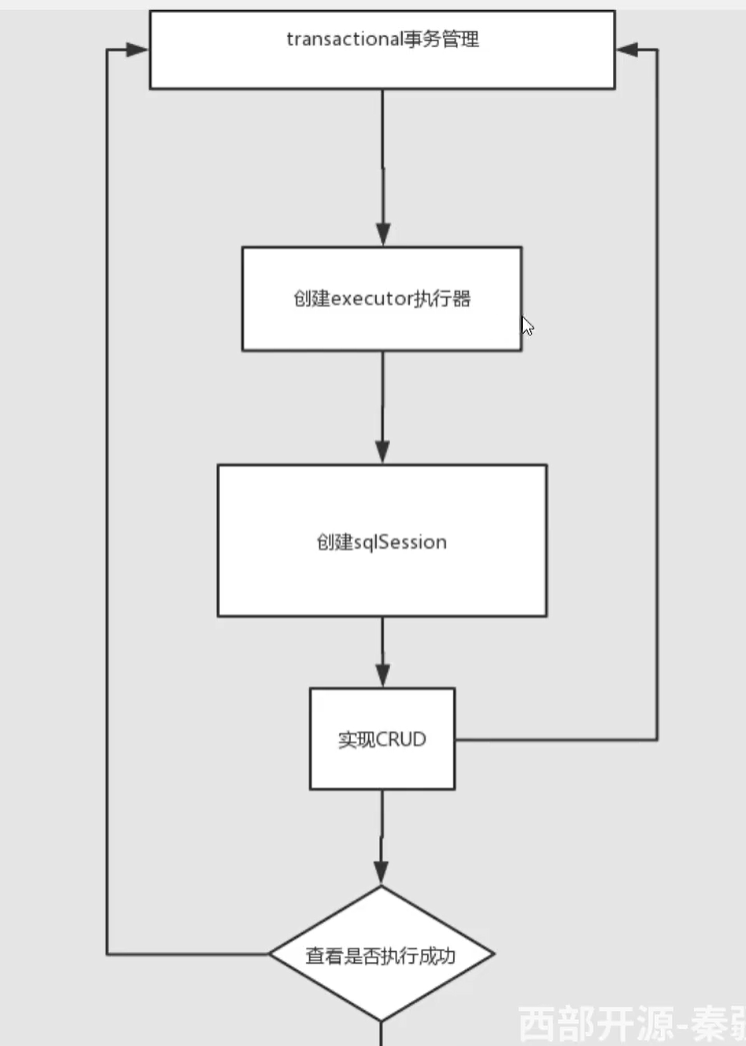 transactional事务管理
创建executor执行器
创建sqlSession
实现CRUD
查看是否执行成功
西部开源-秦疆